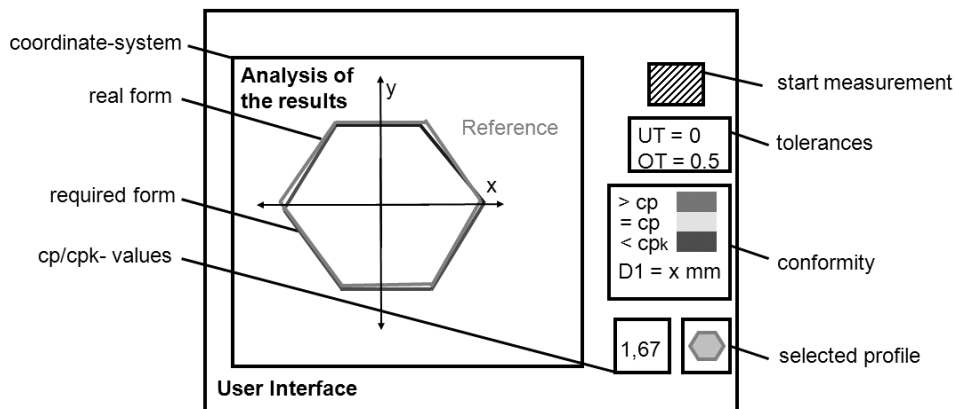 coordinate-system
real form
required form
cp/cpk- values
Analysis of
the results
y
Reference
x
User Interface
UT = 0
OT = 0.5
> cp
= cp
< cpk
D1 = x mm
1,67
start measurement
tolerances
conformity
selected profile